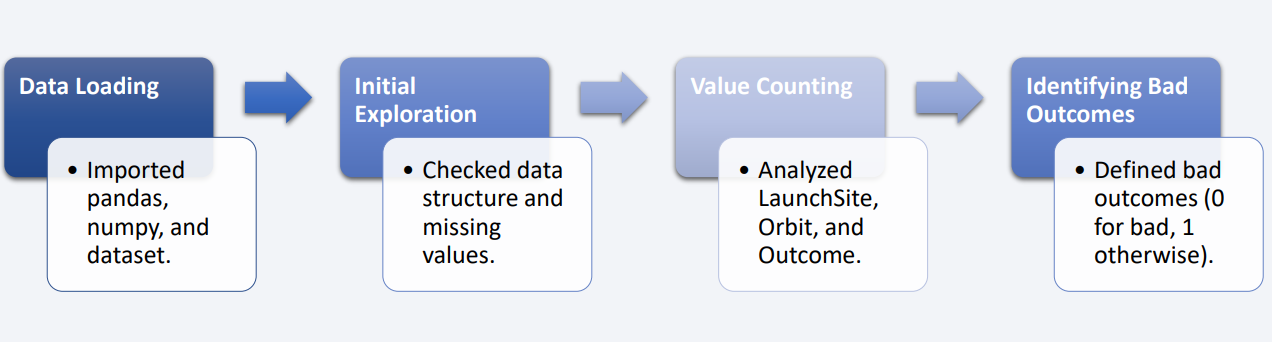 Data Loading
• Imported
pandas,
numpy, and
dataset.
Initial
Exploration
• Checked data
structure and
missing
values.
Value Counting
• Analyzed
LaunchSite,
Orbit, and
Outcome.
Identifying Bad
Outcomes
• Defined bad
outcomes (0
for bad, 1
otherwise).